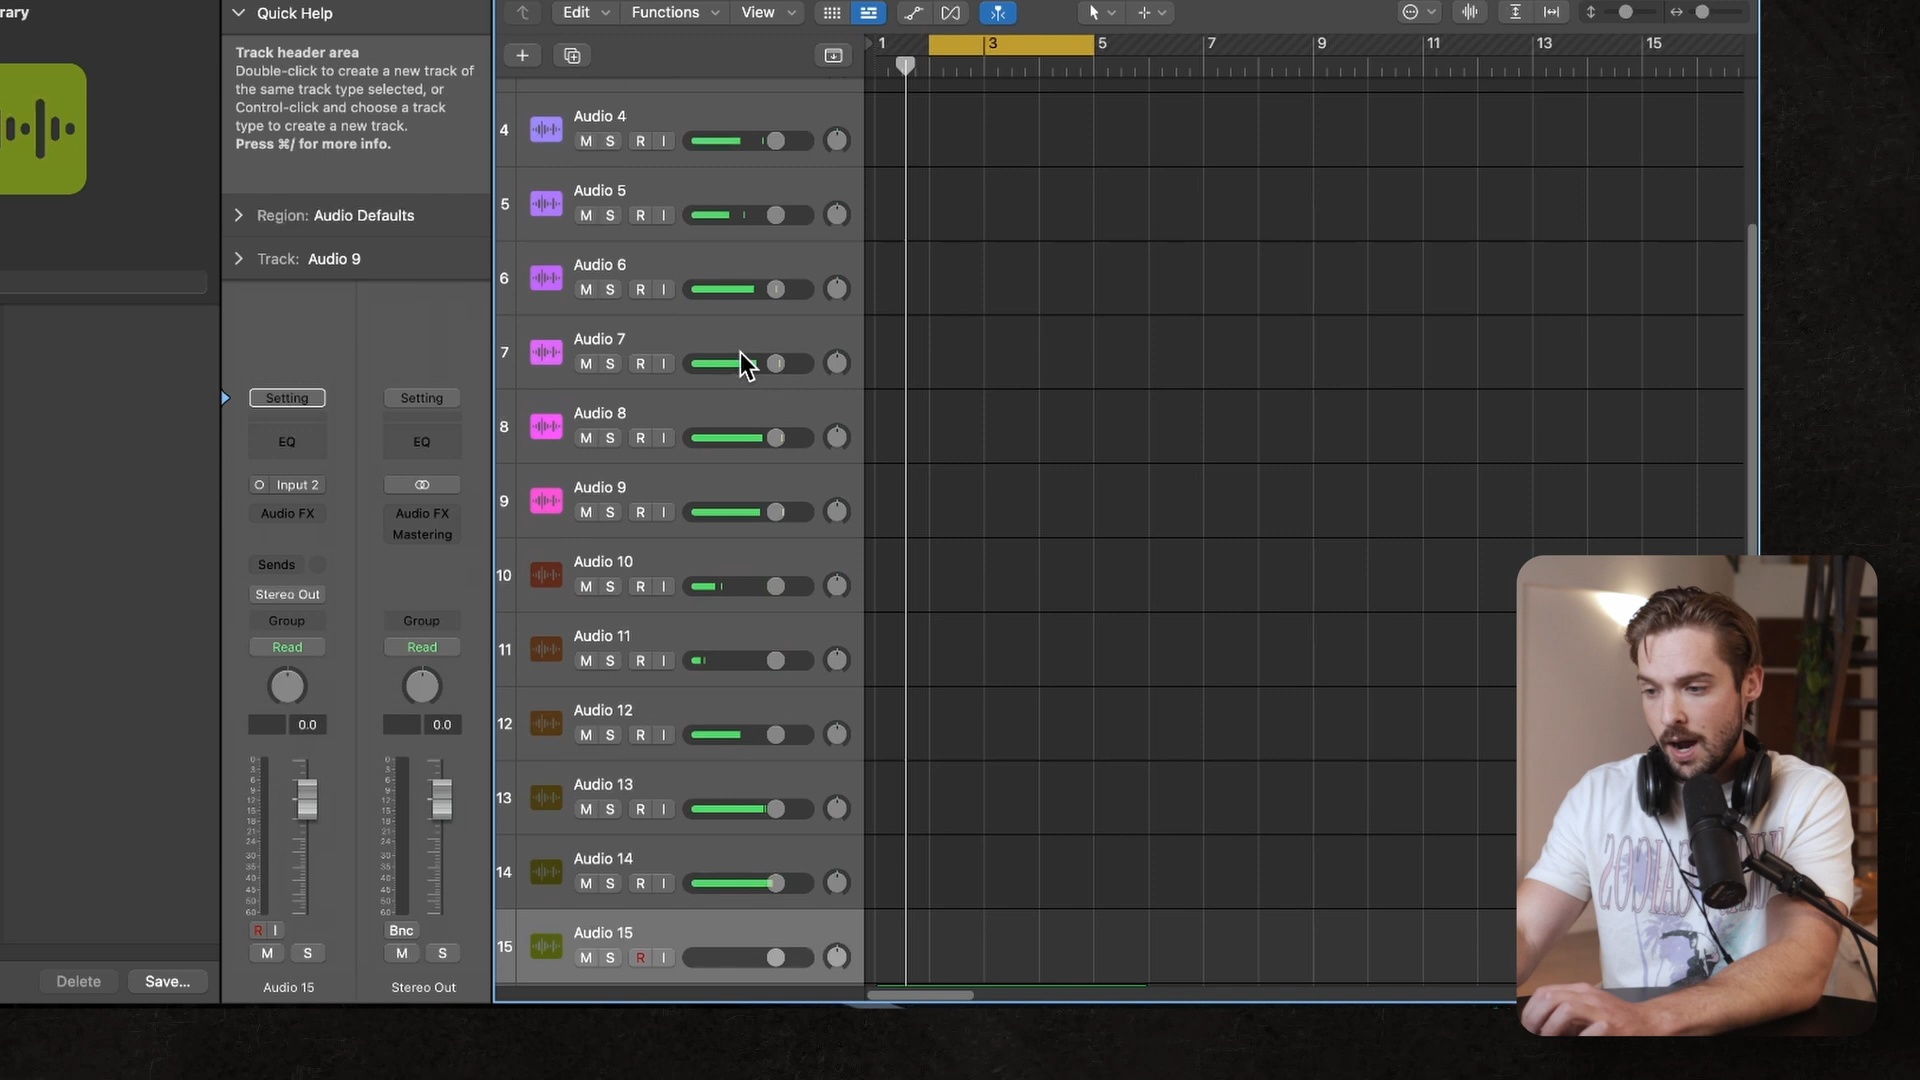 rary
Quick Help
Track header area
Double-click to create a new track of
the same track type selected, or
Control-click and choose a track
type to create a new track.
Press ⌘/ for more info.
Region: Audio Defaults
Track: Audio 9
Setting
Setting
EQ
EQ
Input 2
Audio FX
Audio FX
Mastering
Sends
Stereo Out
Group
Group
Read
Read
0.0
0.0
R I
Bnc
M S
M S
Audio 15
Stereo Out
Delete
Save...
Edit
Functions
View
1 3 5 7 9 11 13 15
4
Audio 4
M S R I
5
Audio 5
M S R I
6
Audio 6
M S R I
7
Audio 7
M S R I
8
Audio 8
M S R I
9
Audio 9
M S R I
10
Audio 10
M S R I
11
Audio 11
M S R I
12
Audio 12
M S R I
13
Audio 13
M S R I
14
Audio 14
M S R I
15
Audio 15
M S R I